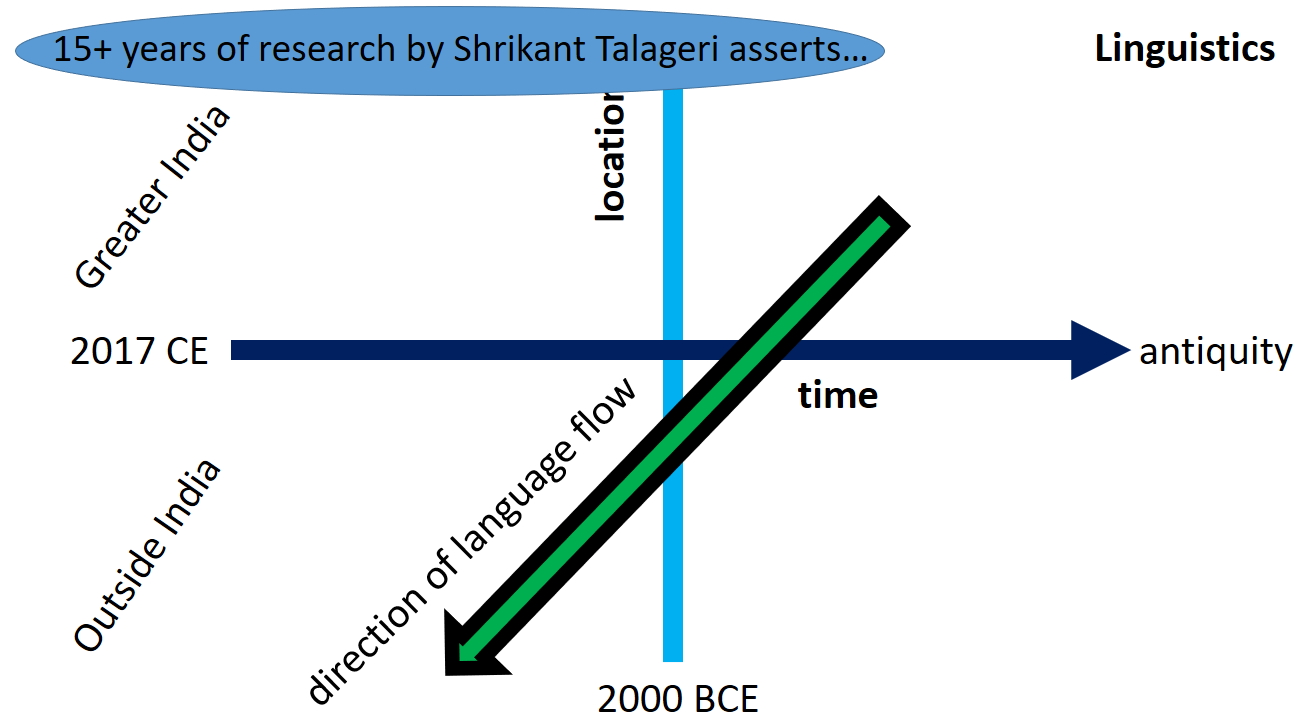 15+ years of research by Shrikant Talageri asserts...
Linguistics
location
Greater India
2017 CE
antiquity
time
direction of language flow
Outside India
2000 BCE